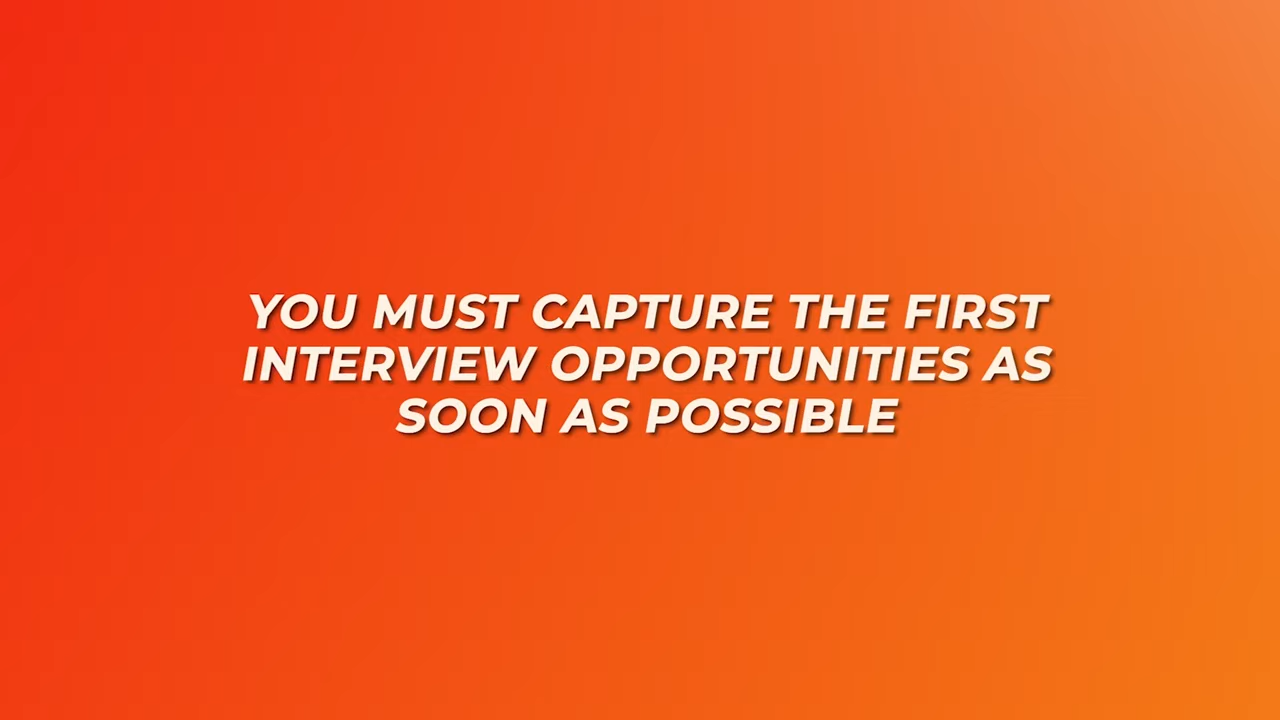 YOU MUST CAPTURE THE FIRST
INTERVIEW OPPORTUNITIES AS
SOON AS POSSIBLE